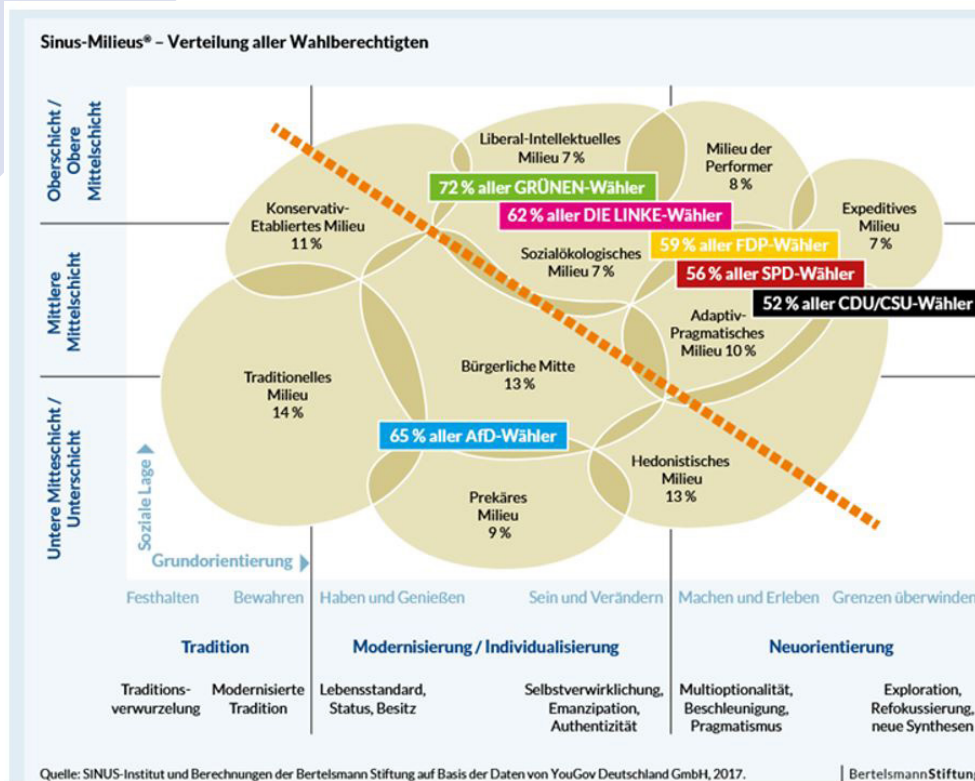 Sinus-Milieus® – Verteilung aller Wahlberechtigten
Oberschicht /
Obere
Mittelschicht
Mittlere
Mittelschicht
Untere Mitteschicht /
Unterschicht
Soziale Lage
Grundorientierung
Liberal-Intellektuelles
Milieu 7 %
Milieu der
Performer
8 %
72 % aller GRÜNEN-Wähler
Konservativ-
Etabliertes Milieu
11 %
62 % aller DIE LINKE-Wähler
Expeditives
Milieu
7 %
59 % aller FDP-Wähler
Sozialökologisches
Milieu 7 %
56 % aller SPD-Wähler
52 % aller CDU/CSU-Wähler
Adaptiv-
Pragmatisches
Milieu 10 %
Traditionelles
Milieu
14 %
Bürgerliche Mitte
13 %
65 % aller AfD-Wähler
Hedonistisches
Milieu
13 %
Prekäres
Milieu
9 %
Festhalten
Bewahren
Haben und Genießen
Sein und Verändern
Machen und Erleben
Grenzen überwinden
Tradition
Modernisierung / Individualisierung
Neuorientierung
Traditions-
verwurzelung
Modernisierte
Tradition
Lebensstandard,
Status, Besitz
Selbstverwirklichung,
Emanzipation,
Authentizität
Multioptionalität,
Beschleunigung,
Pragmatismus
Exploration,
Refokussierung,
neue Synthesen
Quelle: SINUS-Institut und Berechnungen der Bertelsmann Stiftung auf Basis der Daten von YouGov Deutschland GmbH, 2017.
BertelsmannStiftung